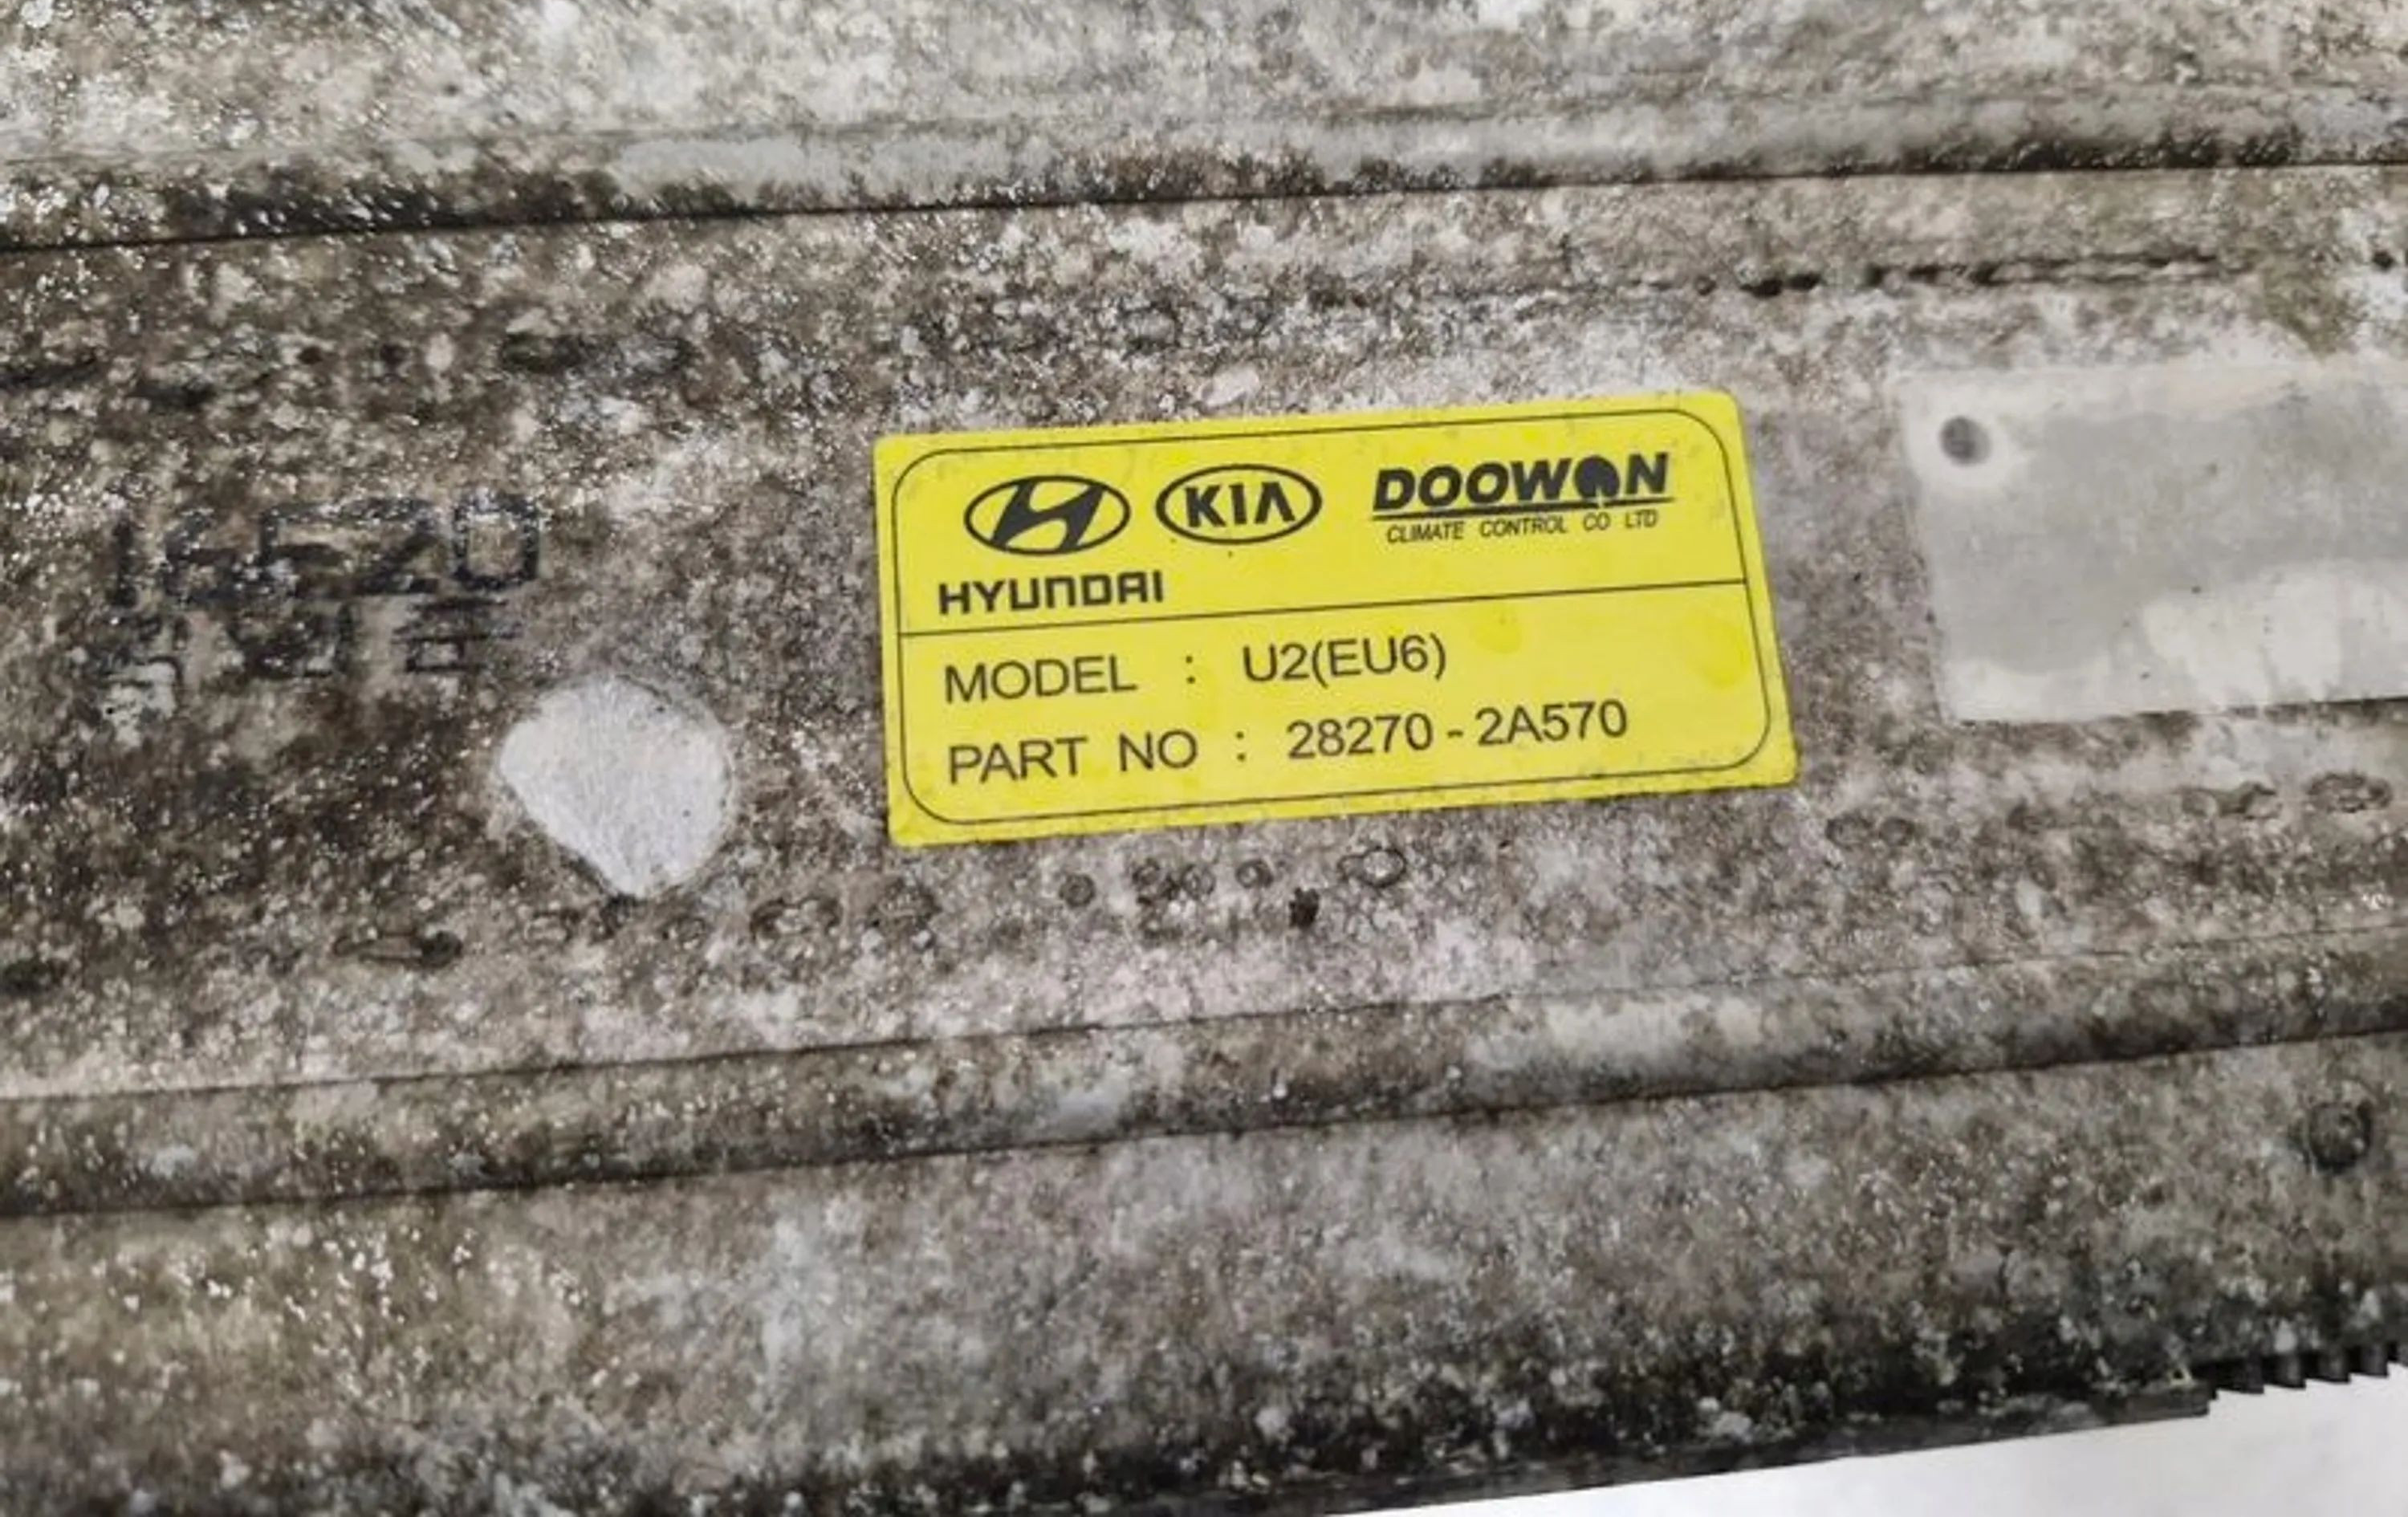 KIA
DOOWON
CLIMATE CONTROL CO LTD
HYUNDAI
MODEL : U2(EU6)
PART NO : 28270-2A570